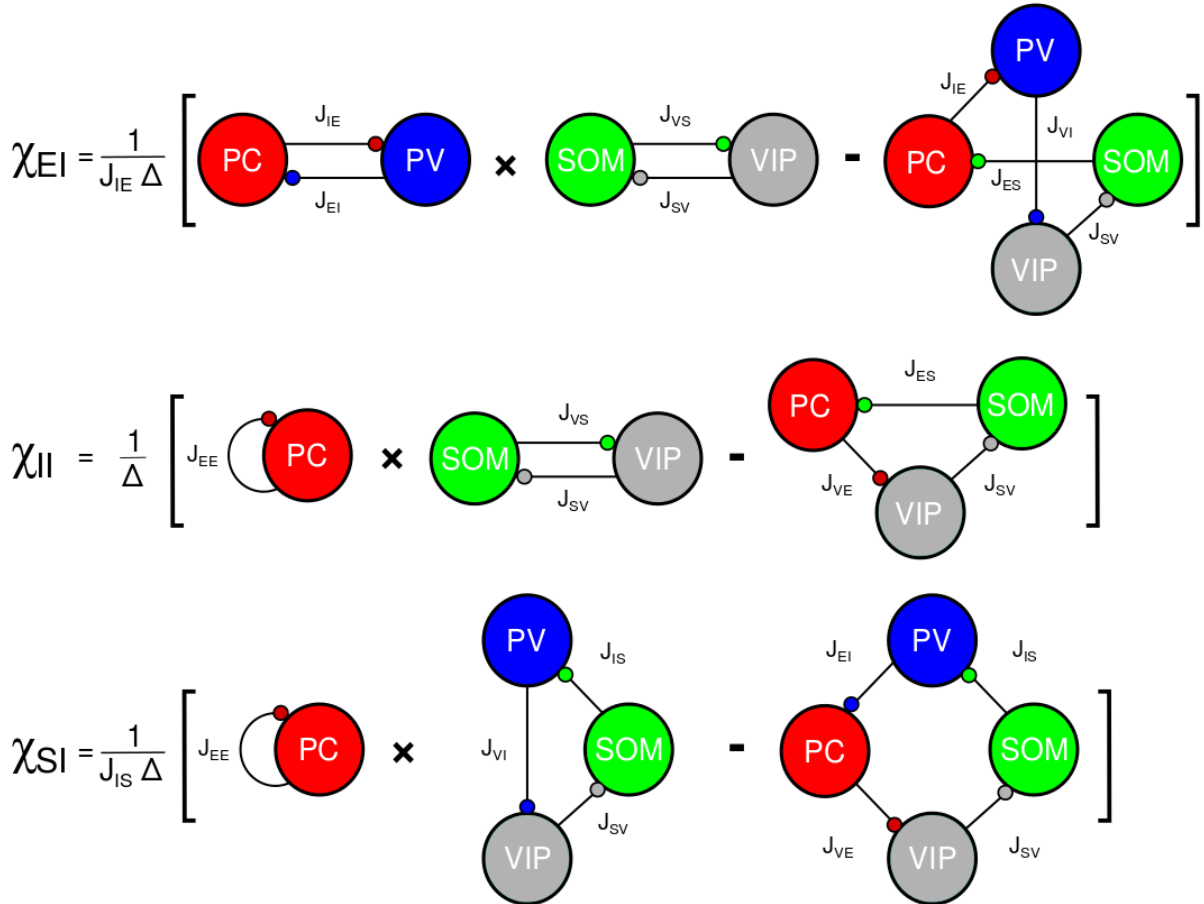 χEI = 1/(JIE Δ) [ PC JIE JEI PV × SOM JVS JSV VIP - PC JIE PV JVI JES SOM JSV VIP ]
χII = 1/Δ [ JEE PC × SOM JVS JSV VIP - PC JES SOM JVE JSV VIP ]
χSI = 1/(JIS Δ) [ JEE PC × PV JIS JVI SOM JSV VIP - PV JEI JIS PC SOM JVE JSV VIP ]